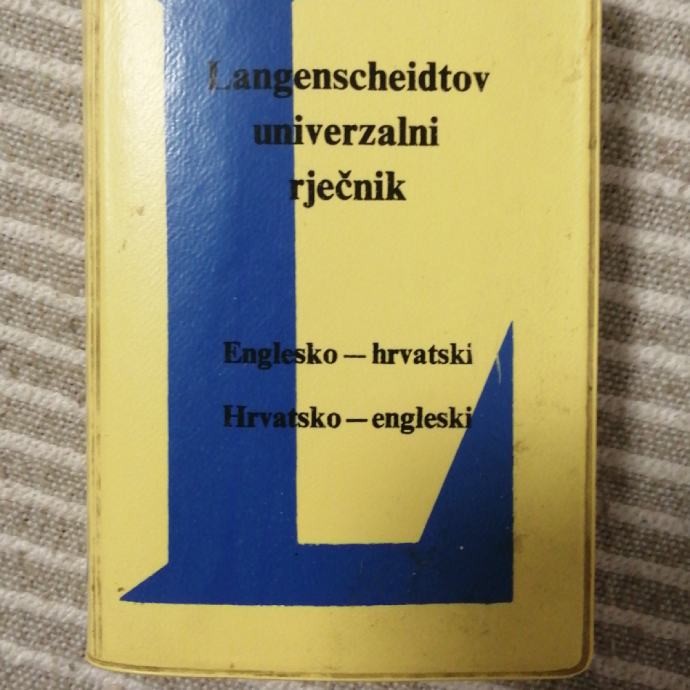 Langenscheidtov
univerzalni
rječnik
Englesko – hrvatski
Hrvatsko – engleski